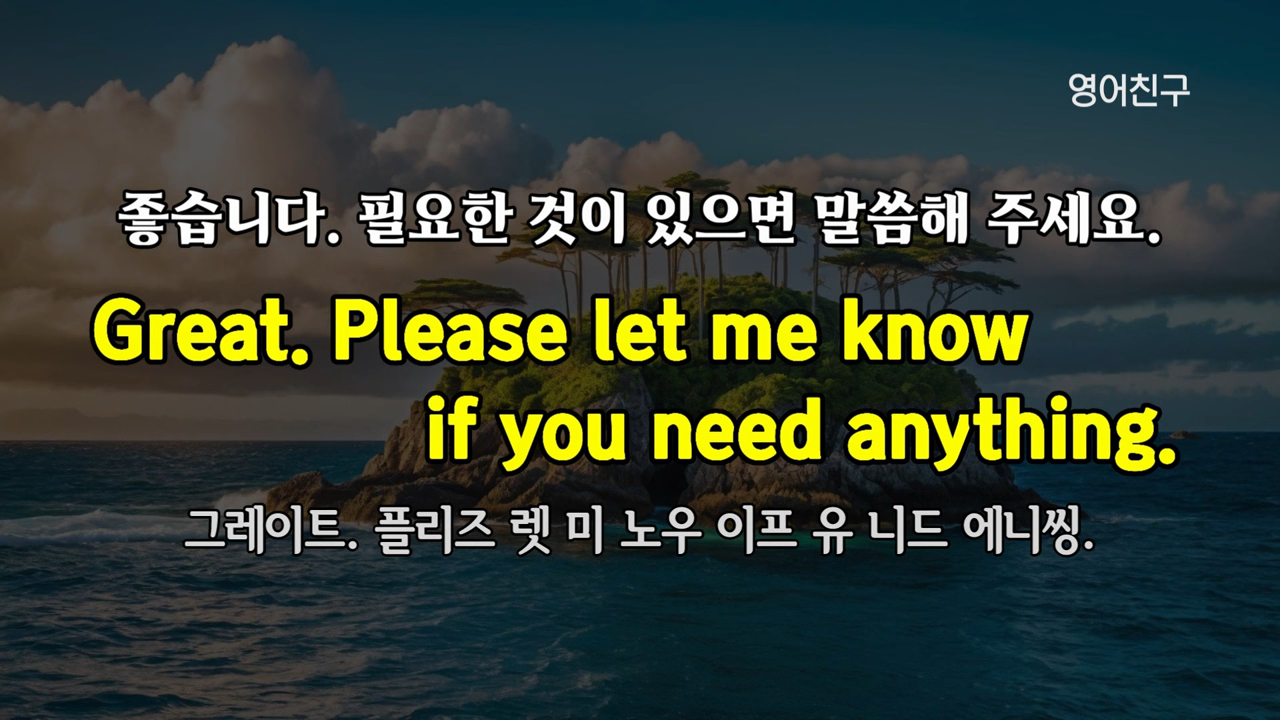 영어친구
좋습니다. 필요한 것이 있으면 말씀해 주세요.
Great. Please let me know
if you need anything.
그레이트. 플리즈 렛 미 노우 이프 유 니드 에니씽.